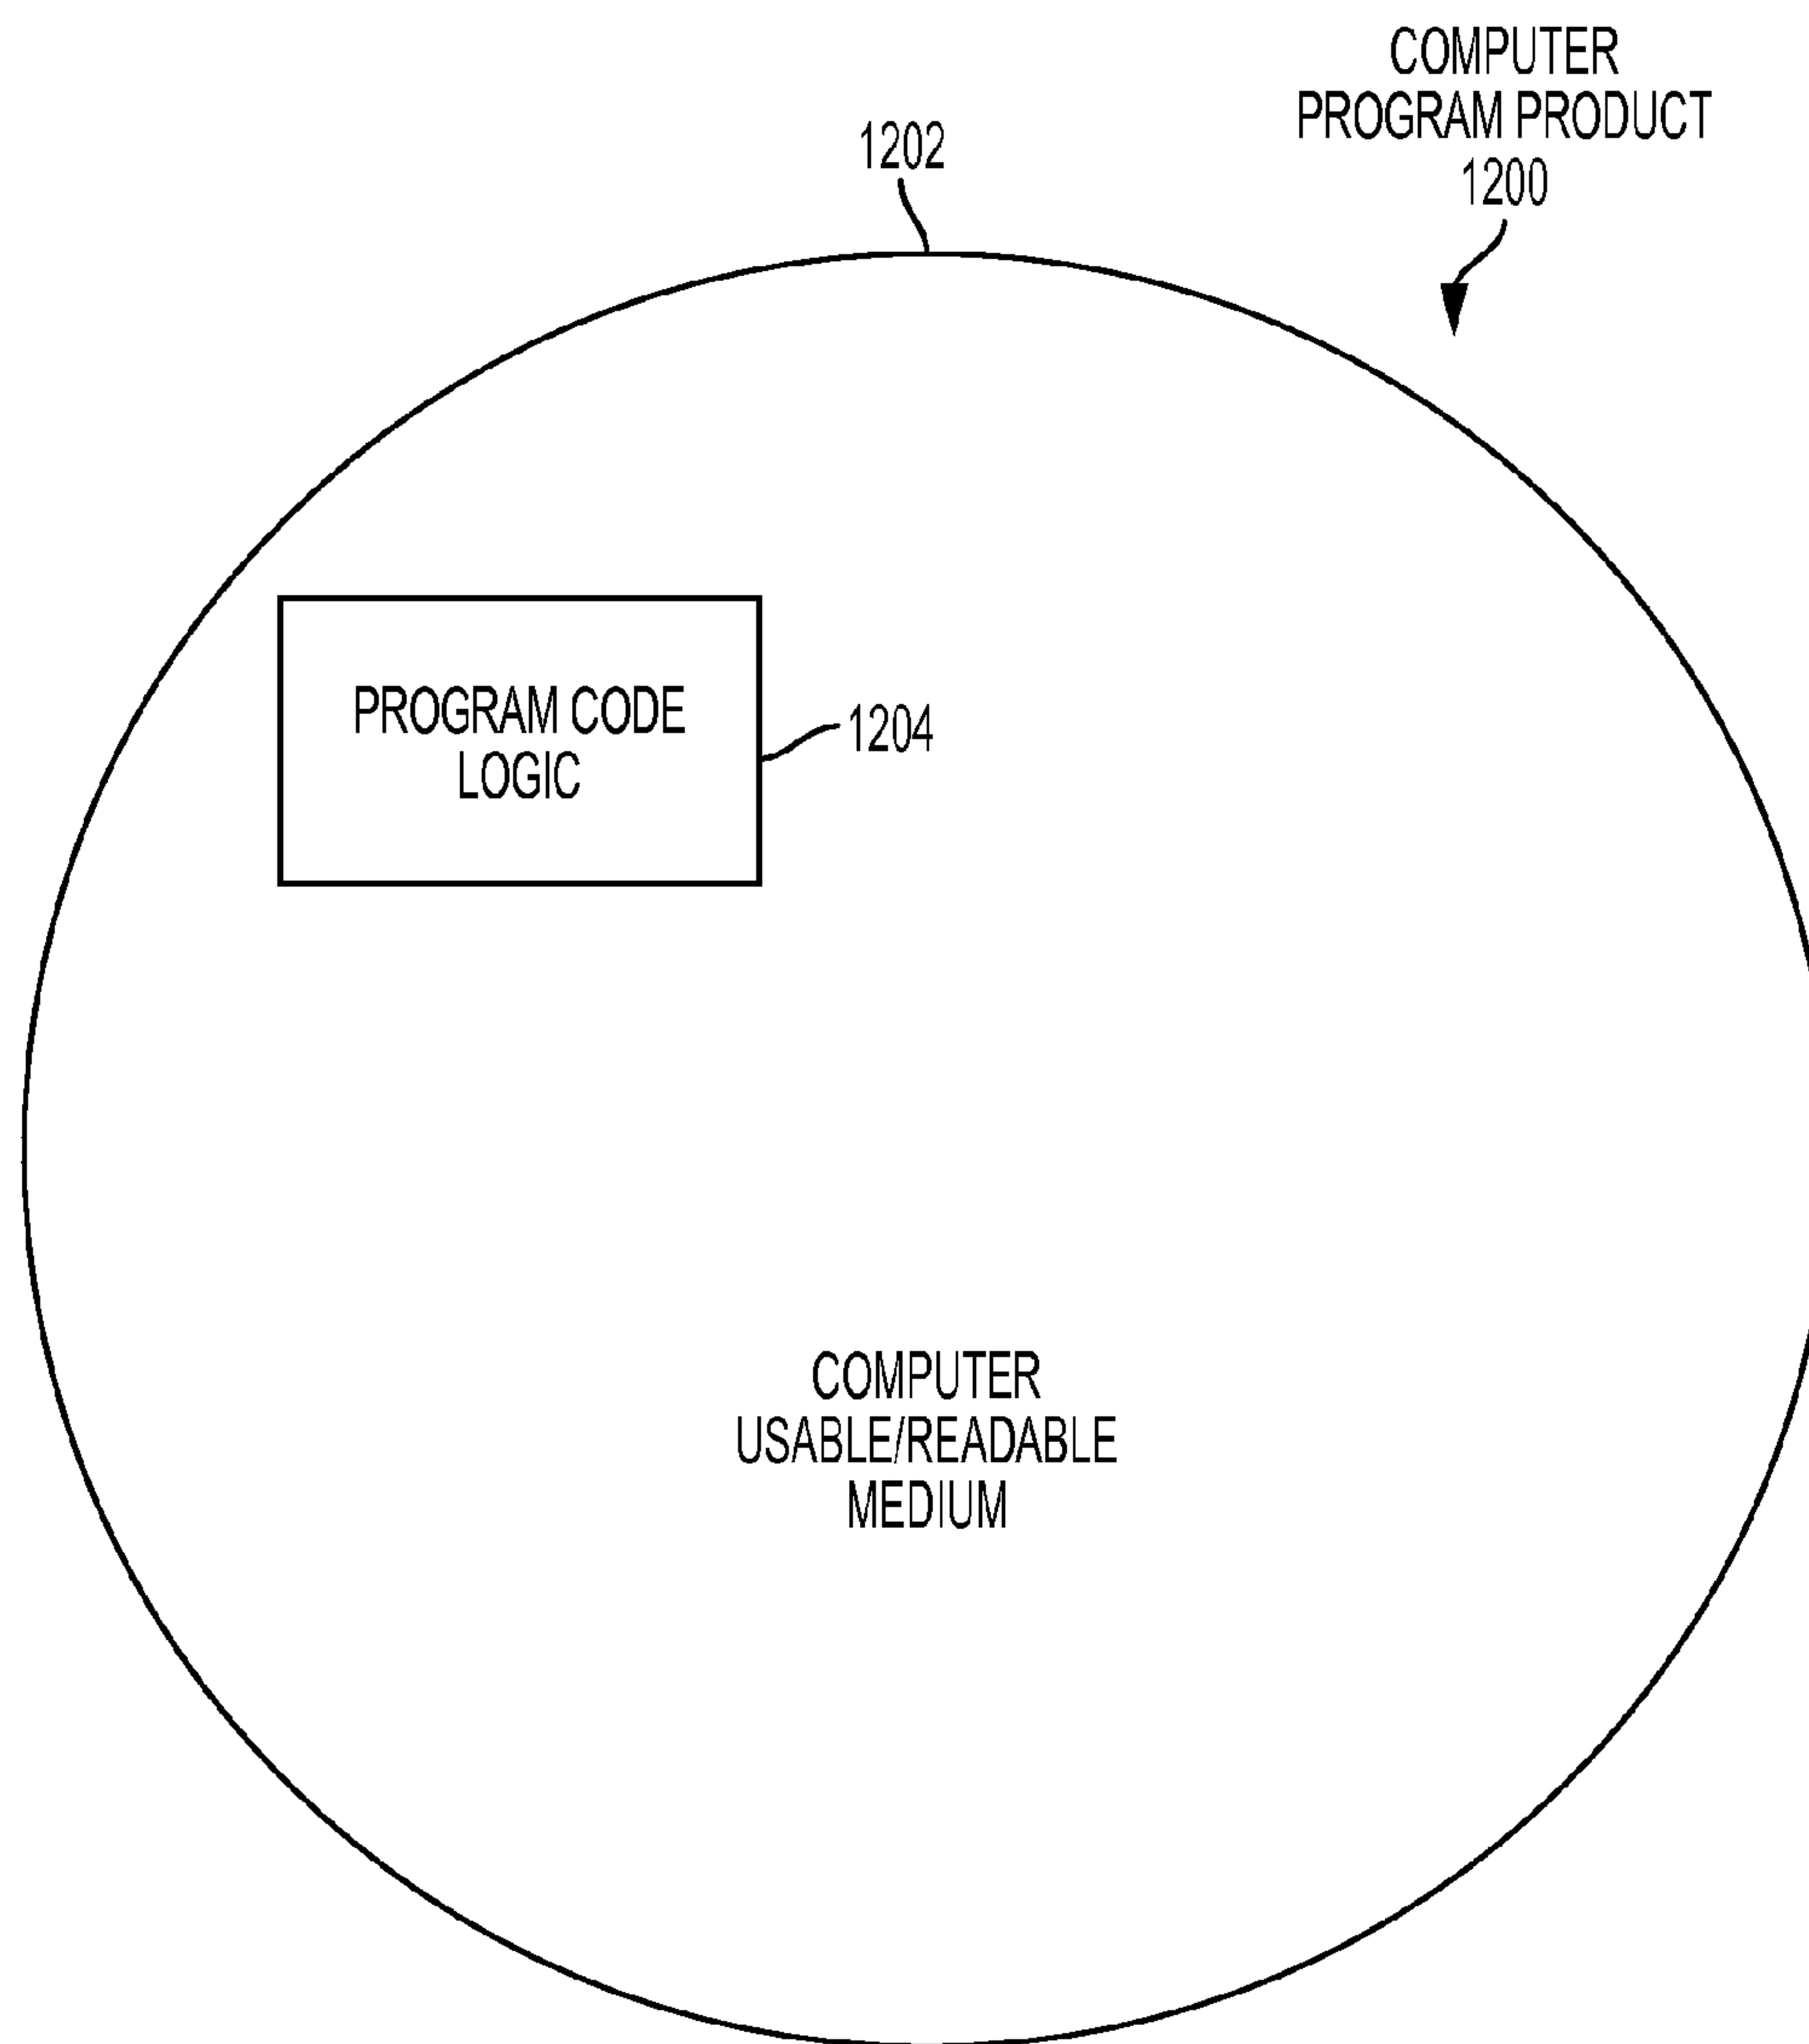 COMPUTER
PROGRAM PRODUCT
1200
1202
PROGRAM CODE
LOGIC
1204
COMPUTER
USABLE/READABLE
MEDIUM